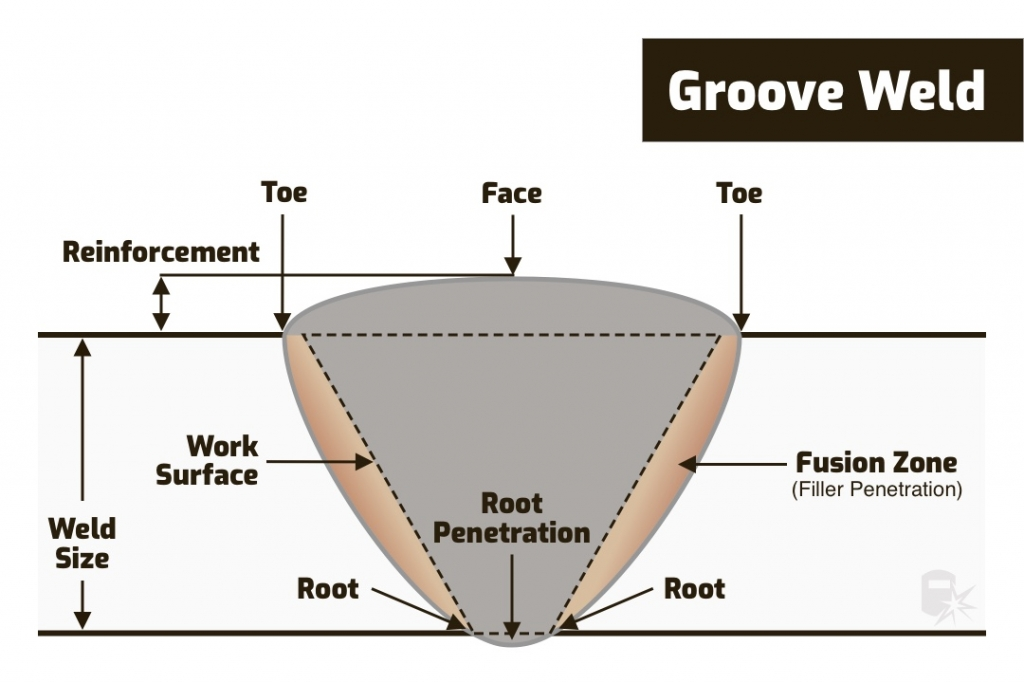 Groove Weld
Toe
Face
Toe
Reinforcement
Work
Surface
Fusion Zone
(Filler Penetration)
Root
Penetration
Weld
Size
Root
Root